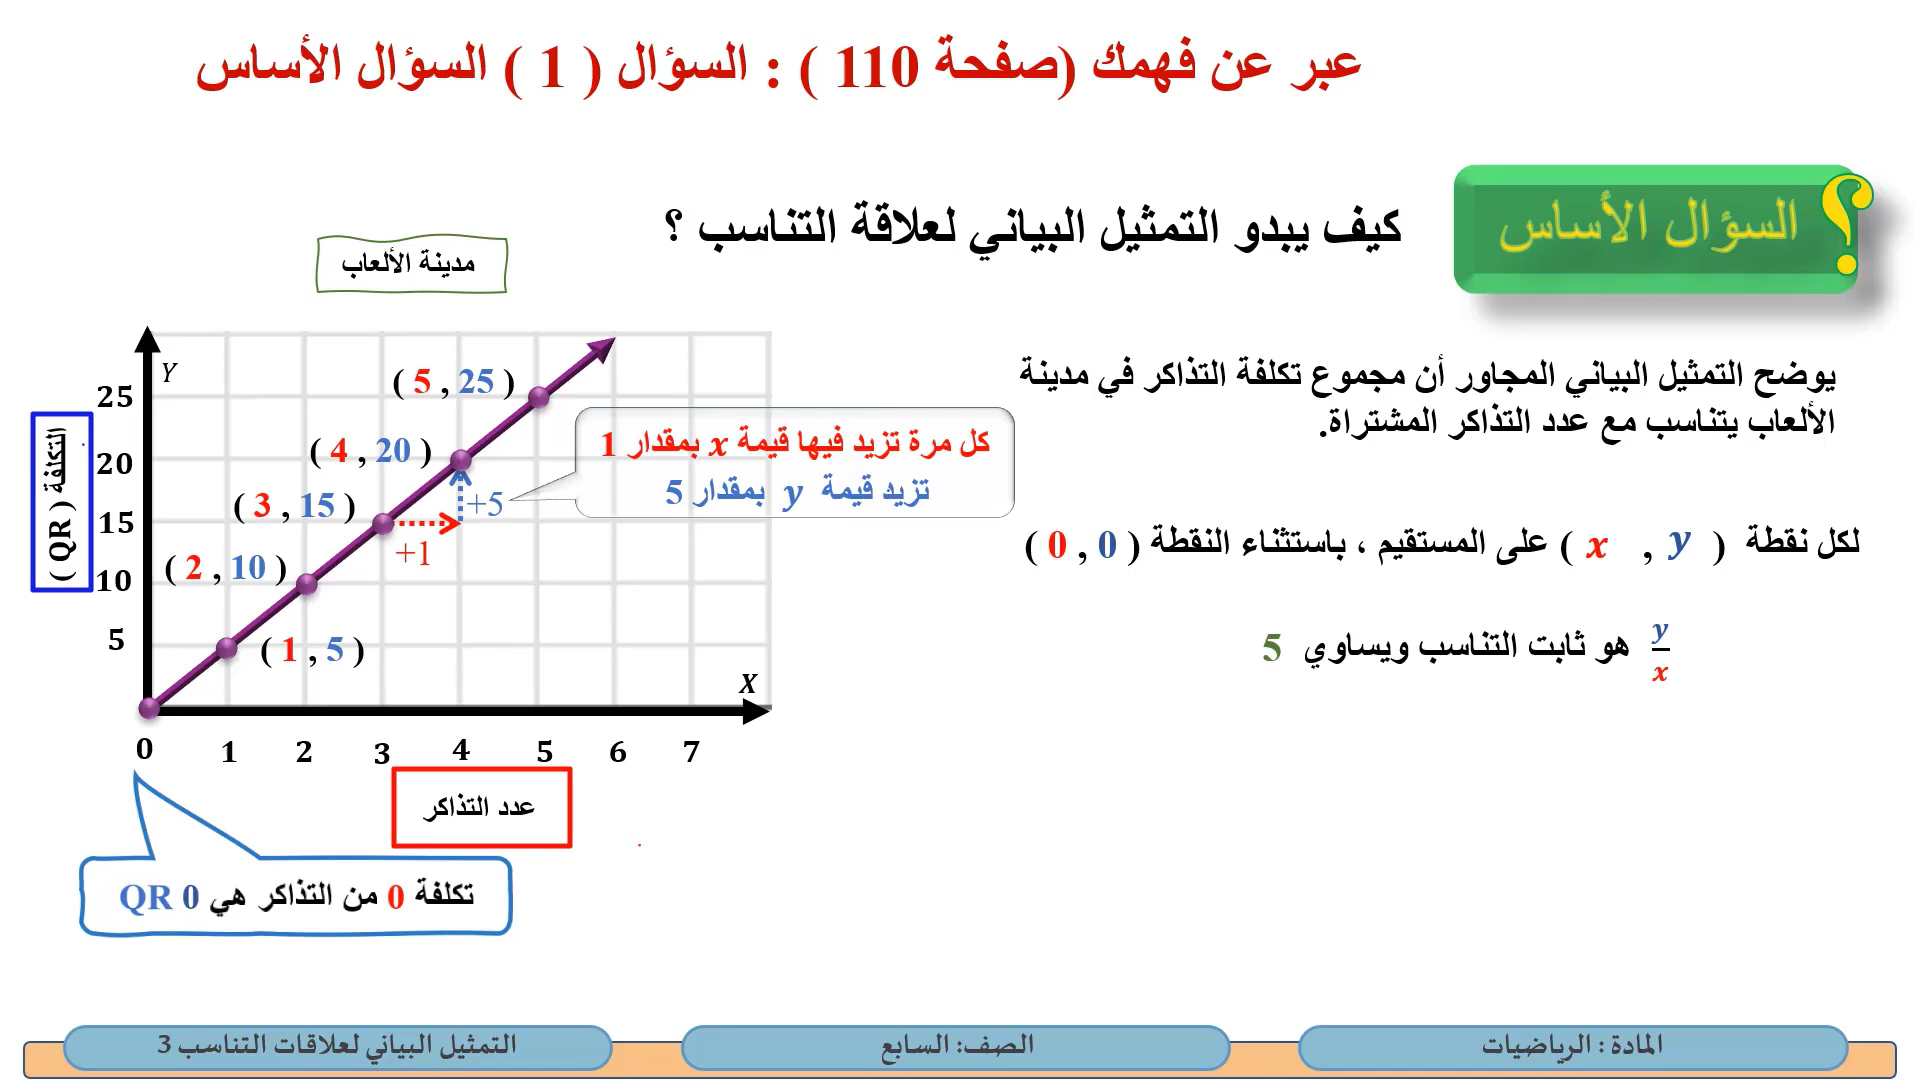 عبر عن فهمك (صفحة 110 ) : السؤال ( 1 ) السؤال الأساس
السؤال الأساس ؟
كيف يبدو التمثيل البياني لعلاقة التناسب ؟
مدينة الألعاب
يوضح التمثيل البياني المجاور أن مجموع تكلفة التذاكر في مدينة
الألعاب يتناسب مع عدد التذاكر المشتراة.
Y
25
20
15
10
5
التكلفة ( QR )
( 5 , 25 )
( 4 , 20 )
( 3 , 15 )
( 2 , 10 )
( 1 , 5 )
+5
+1
كل مرة تزيد فيها قيمة x بمقدار 1
تزيد قيمة y بمقدار 5
لكل نقطة ( x , y ) على المستقيم ، باستثناء النقطة ( 0 , 0 )
y/x هو ثابت التناسب ويساوي 5
X
0 1 2 3 4 5 6 7
عدد التذاكر
تكلفة 0 من التذاكر هي QR 0
المادة : الرياضيات
الصف: السابع
التمثيل البياني لعلاقات التناسب 3